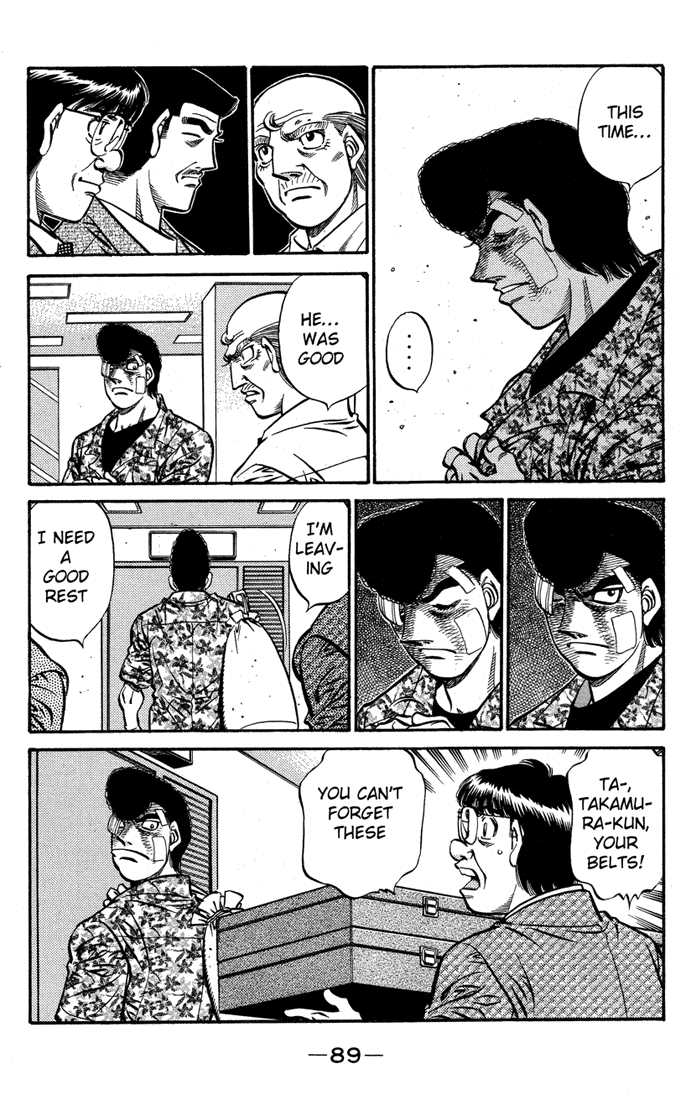 THIS
TIME...
....
HE...
WAS
GOOD
I'M
LEAV-
ING
I NEED
A
GOOD
REST
TA-,
TAKAMU-
RA-KUN,
YOUR
BELTS!
YOU CAN'T
FORGET
THESE
—89—